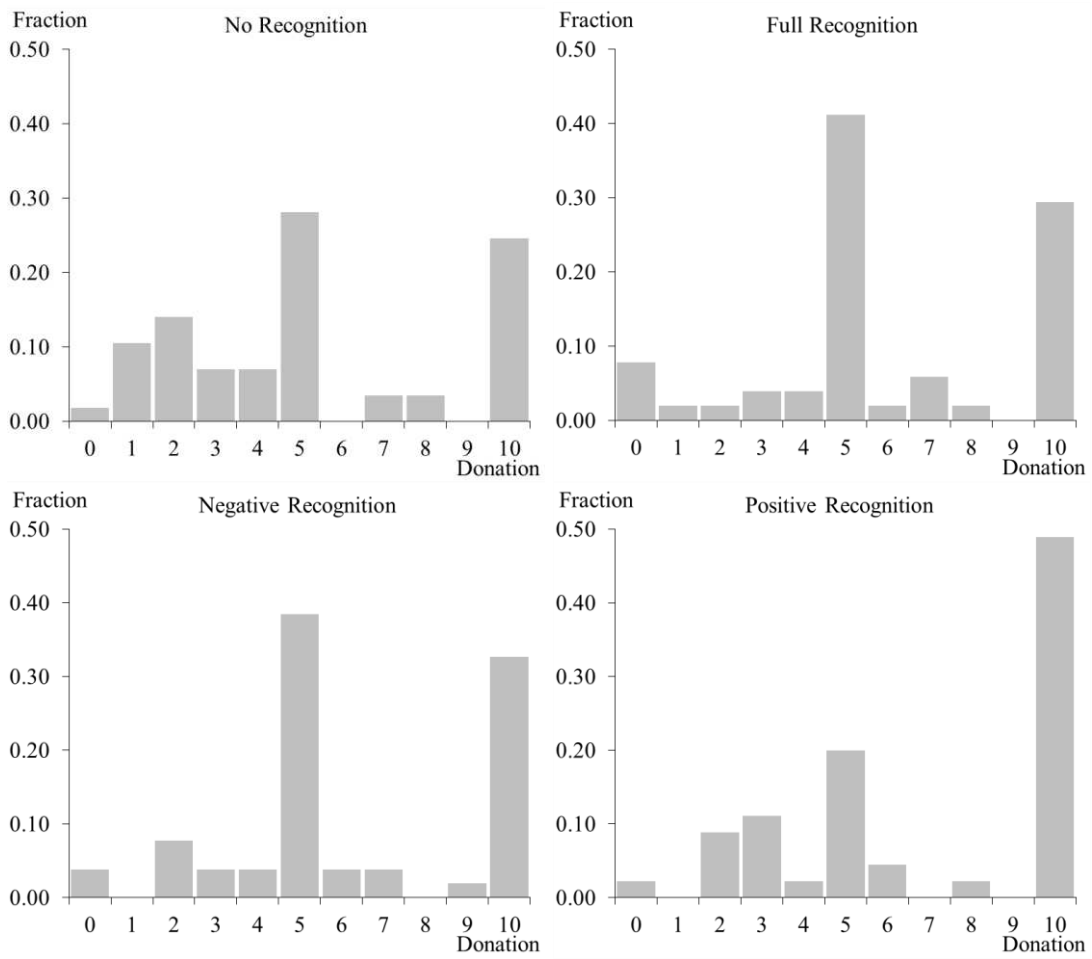 Fraction
No Recognition
0.50
0.40
0.30
0.20
0.10
0.00
0 1 2 3 4 5 6 7 8 9 10
Donation
Fraction
Full Recognition
0.50
0.40
0.30
0.20
0.10
0.00
0 1 2 3 4 5 6 7 8 9 10
Donation
Fraction
Negative Recognition
0.50
0.40
0.30
0.20
0.10
0.00
0 1 2 3 4 5 6 7 8 9 10
Donation
Fraction
Positive Recognition
0.50
0.40
0.30
0.20
0.10
0.00
0 1 2 3 4 5 6 7 8 9 10
Donation